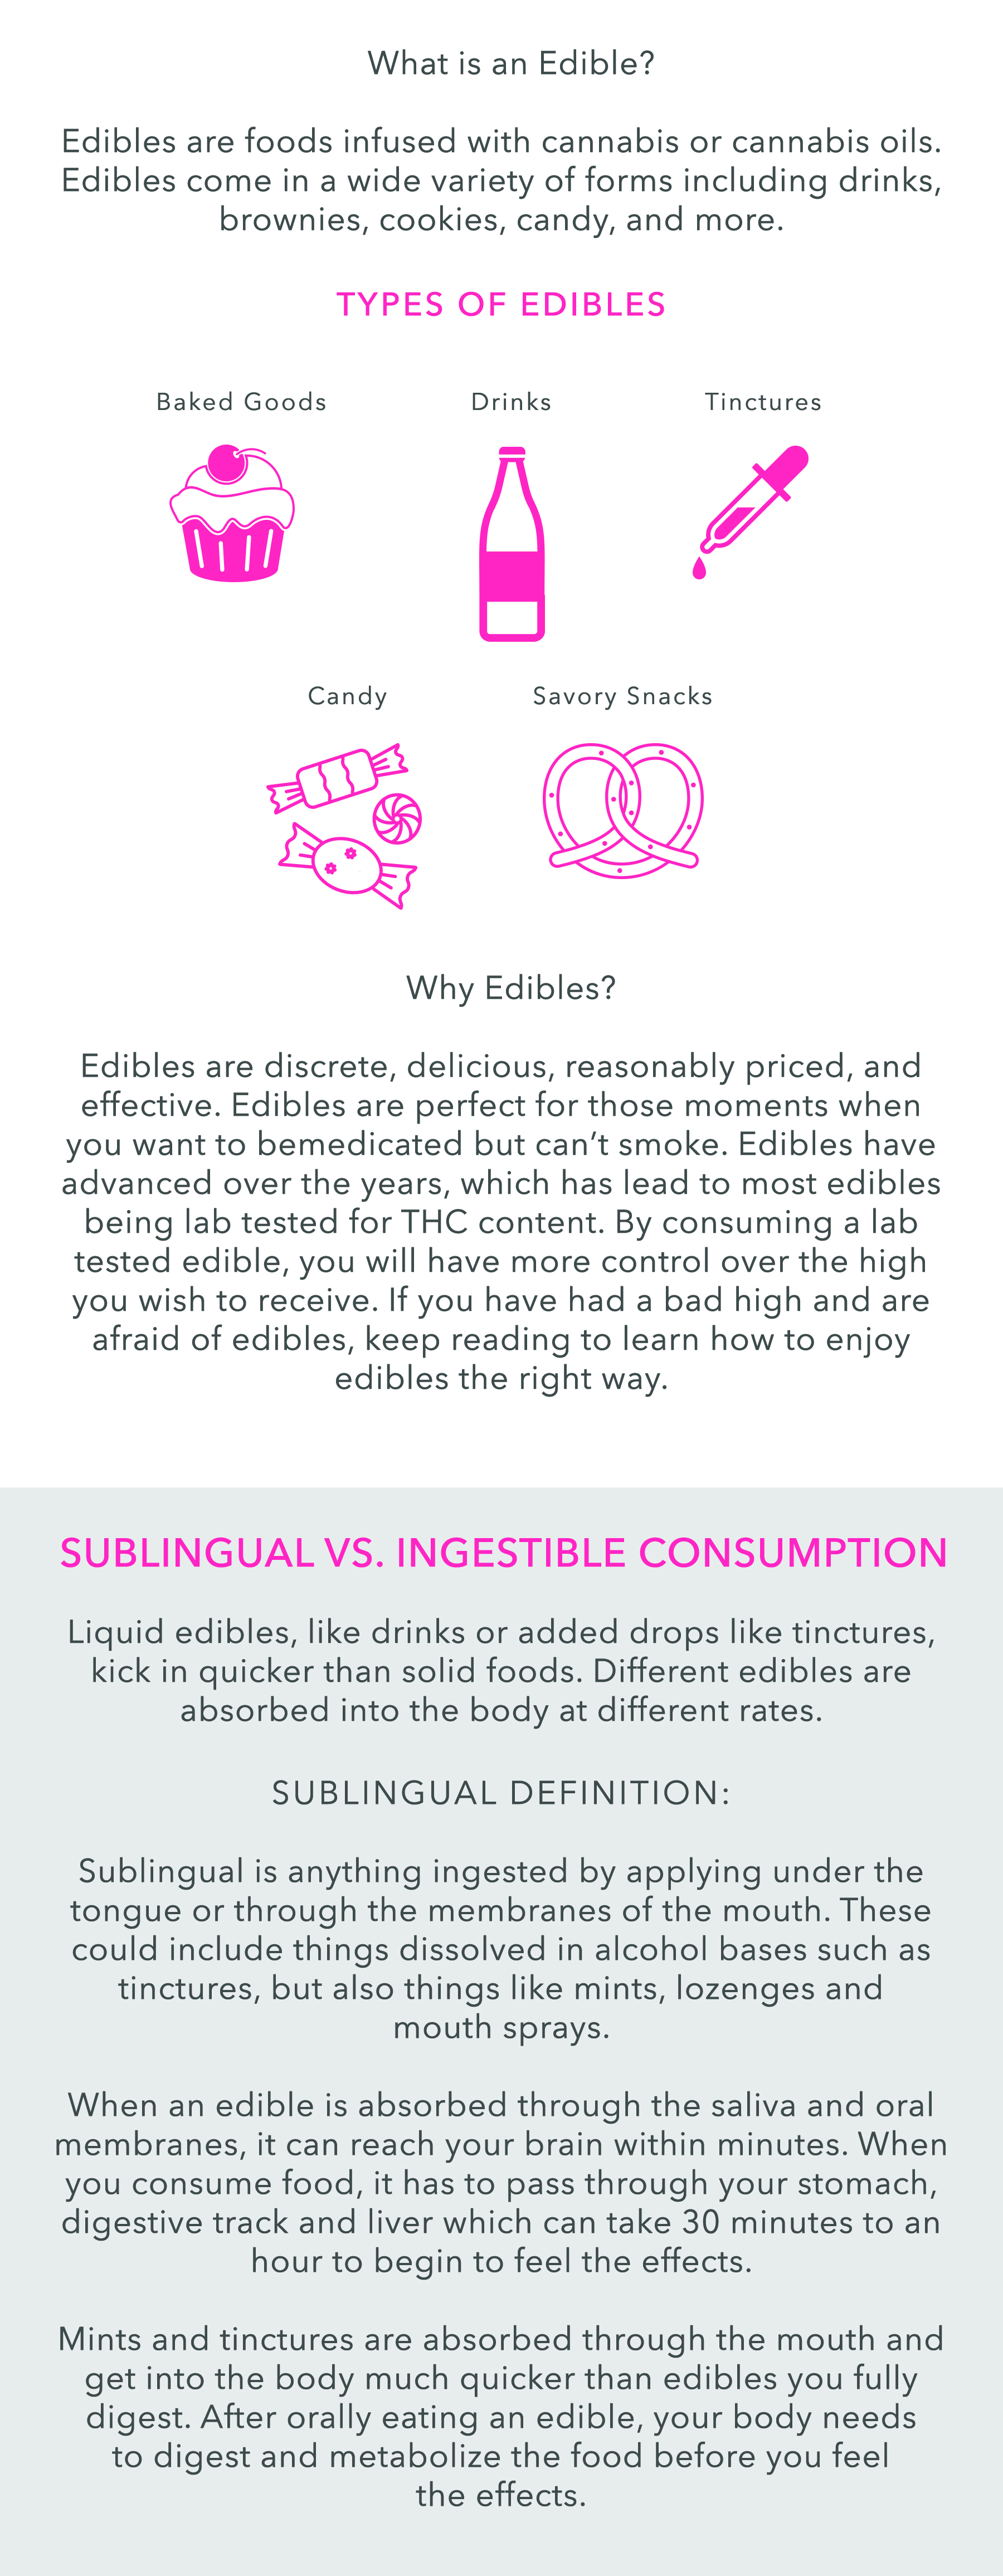 What is an Edible?
Edibles are foods infused with cannabis or cannabis oils.
Edibles come in a wide variety of forms including drinks,
brownies, cookies, candy, and more.
TYPES OF EDIBLES
Baked Goods
Drinks
Tinctures
Candy
Savory Snacks
Why Edibles?
Edibles are discrete, delicious, reasonably priced, and
effective. Edibles are perfect for those moments when
you want to bemedicated but can’t smoke. Edibles have
advanced over the years, which has lead to most edibles
being lab tested for THC content. By consuming a lab
tested edible, you will have more control over the high
you wish to receive. If you have had a bad high and are
afraid of edibles, keep reading to learn how to enjoy
edibles the right way.
SUBLINGUAL VS. INGESTIBLE CONSUMPTION
Liquid edibles, like drinks or added drops like tinctures,
kick in quicker than solid foods. Different edibles are
absorbed into the body at different rates.
SUBLINGUAL DEFINITION:
Sublingual is anything ingested by applying under the
tongue or through the membranes of the mouth. These
could include things dissolved in alcohol bases such as
tinctures, but also things like mints, lozenges and
mouth sprays.
When an edible is absorbed through the saliva and oral
membranes, it can reach your brain within minutes. When
you consume food, it has to pass through your stomach,
digestive track and liver which can take 30 minutes to an
hour to begin to feel the effects.
Mints and tinctures are absorbed through the mouth and
get into the body much quicker than edibles you fully
digest. After orally eating an edible, your body needs
to digest and metabolize the food before you feel
the effects.